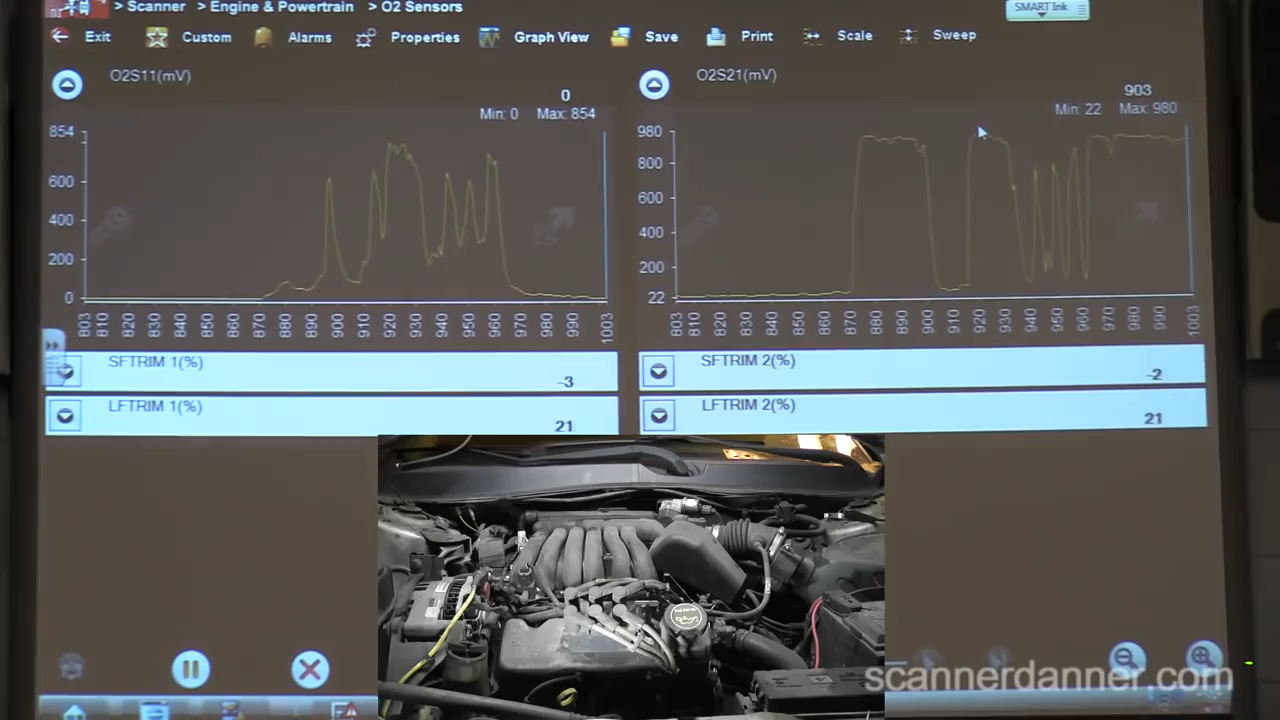 > Scanner > Engine & Powertrain > O2 Sensors
SMART Ink
Exit Custom Alarms Properties Graph View Save Print Scale Sweep
O2S11(mV)
0
Min: 0 Max: 854
854
600
400
200
0
803 810 820 830 840 850 860 870 880 890 900 910 920 930 940 950 960 970 980 990 1003
O2S21(mV)
903
Min: 22 Max: 980
980
800
600
400
200
22
803 810 820 830 840 850 860 870 880 890 900 910 920 930 940 950 960 970 980 990 1003
SFTRIM 1(%)
-3
SFTRIM 2(%)
-2
LFTRIM 1(%)
21
LFTRIM 2(%)
21
scannerdanner.com